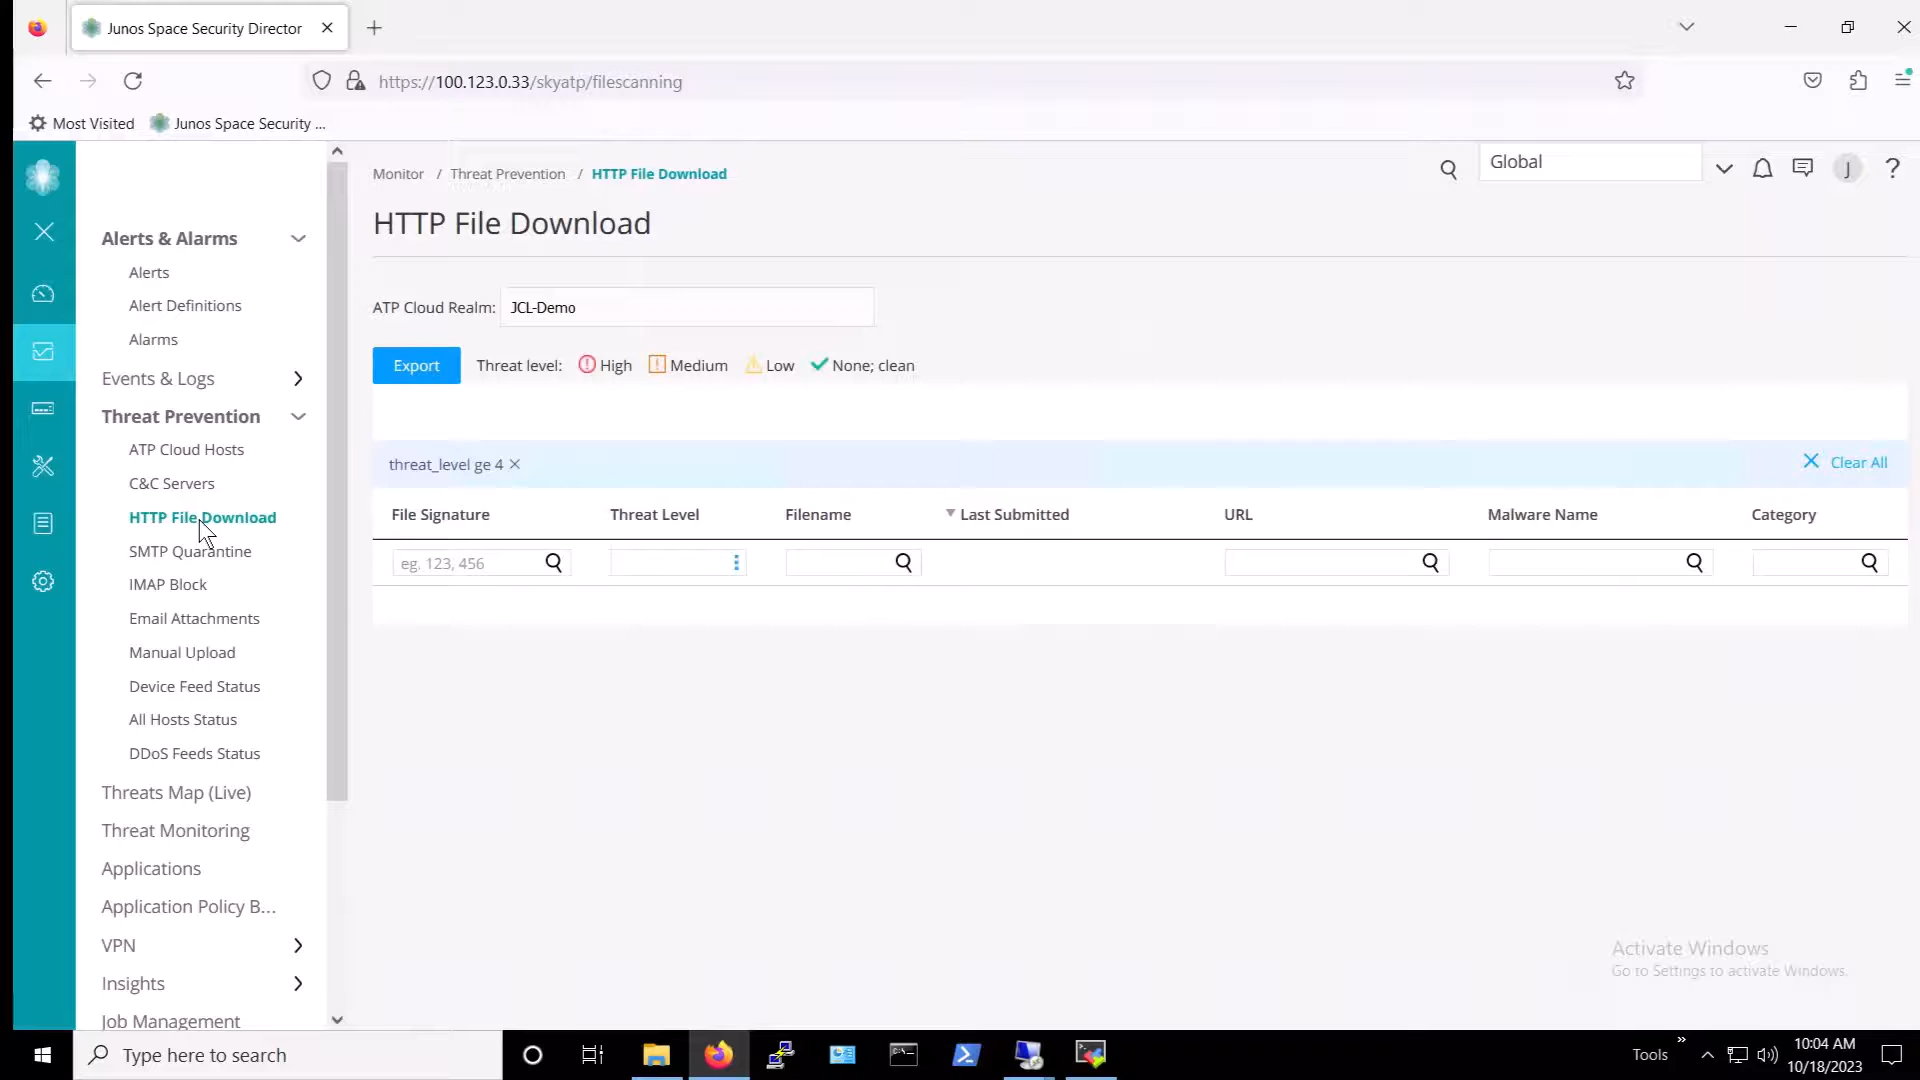 Junos Space Security Director
https://100.123.0.33/skyatp/filescanning
Most Visited
Junos Space Security ...
Alerts & Alarms
Alerts
Alert Definitions
Alarms
Events & Logs
Threat Prevention
ATP Cloud Hosts
C&C Servers
HTTP File Download
SMTP Quarantine
IMAP Block
Email Attachments
Manual Upload
Device Feed Status
All Hosts Status
DDoS Feeds Status
Threats Map (Live)
Threat Monitoring
Applications
Application Policy B...
VPN
Insights
Job Management
Monitor / Threat Prevention / HTTP File Download
Global
J
?
HTTP File Download
ATP Cloud Realm: JCL-Demo
Export Threat level: High Medium Low None; clean
threat_level ge 4
Clear All
File Signature Threat Level Filename Last Submitted URL Malware Name Category
eg. 123, 456
Activate Windows
Go to Settings to activate Windows.
Type here to search
Tools
10:04 AM
10/18/2023